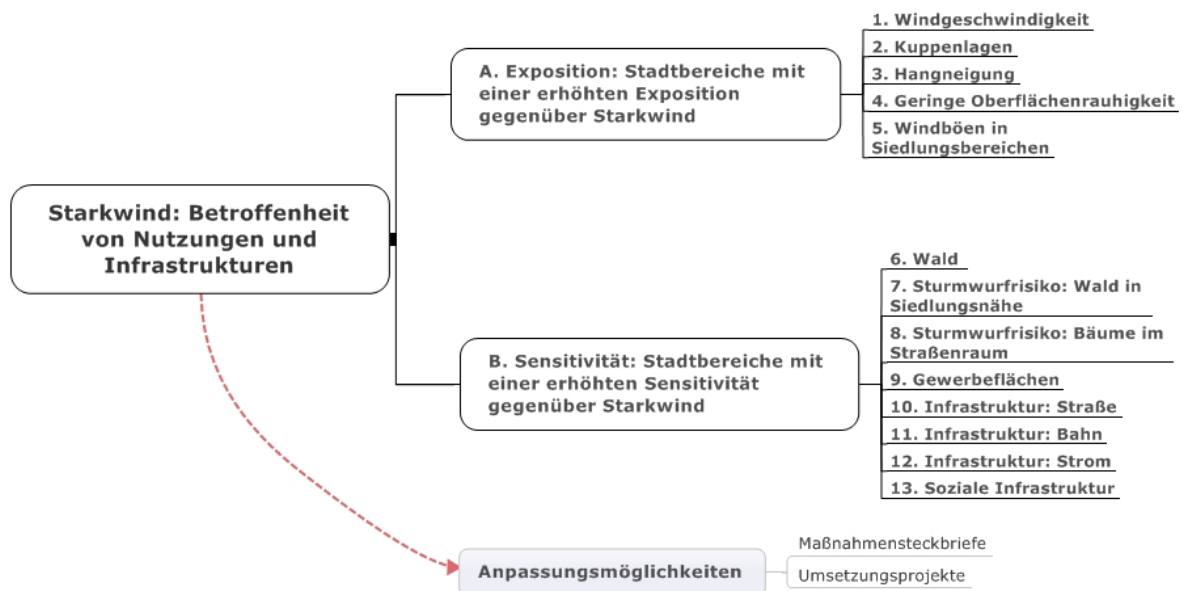 Starkwind: Betroffenheit
von Nutzungen und
Infrastrukturen
A. Exposition: Stadtbereiche mit
einer erhöhten Exposition
gegenüber Starkwind
1. Windgeschwindigkeit
2. Kuppenlagen
3. Hangneigung
4. Geringe Oberflächenrauhigkeit
5. Windböen in
Siedlungsbereichen
B. Sensitivität: Stadtbereiche mit
einer erhöhten Sensitivität
gegenüber Starkwind
6. Wald
7. Sturmwurfrisiko: Wald in
Siedlungsnähe
8. Sturmwurfrisiko: Bäume im
Straßenraum
9. Gewerbeflächen
10. Infrastruktur: Straße
11. Infrastruktur: Bahn
12. Infrastruktur: Strom
13. Soziale Infrastruktur
Anpassungsmöglichkeiten
Maßnahmensteckbriefe
Umsetzungsprojekte